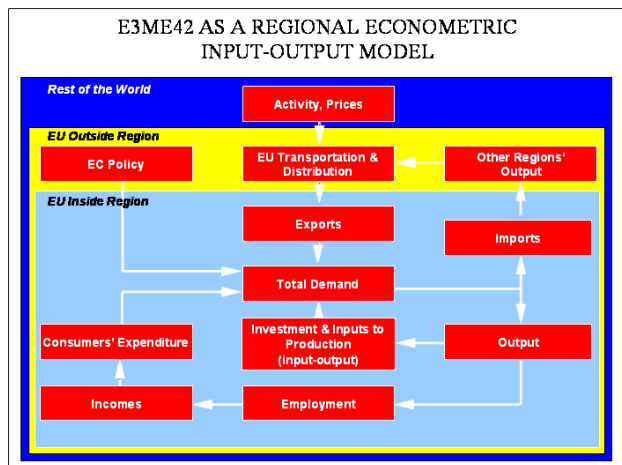 E3ME42 AS A REGIONAL ECONOMETRIC
INPUT-OUTPUT MODEL
Rest of the World
Activity, Prices
EU Outside Region
EC Policy
EU Transportation &
Distribution
Other Regions'
Output
EU Inside Region
Exports
Imports
Total Demand
Consumers' Expenditure
Investment & Inputs to
Production
(input-output)
Output
Incomes
Employment